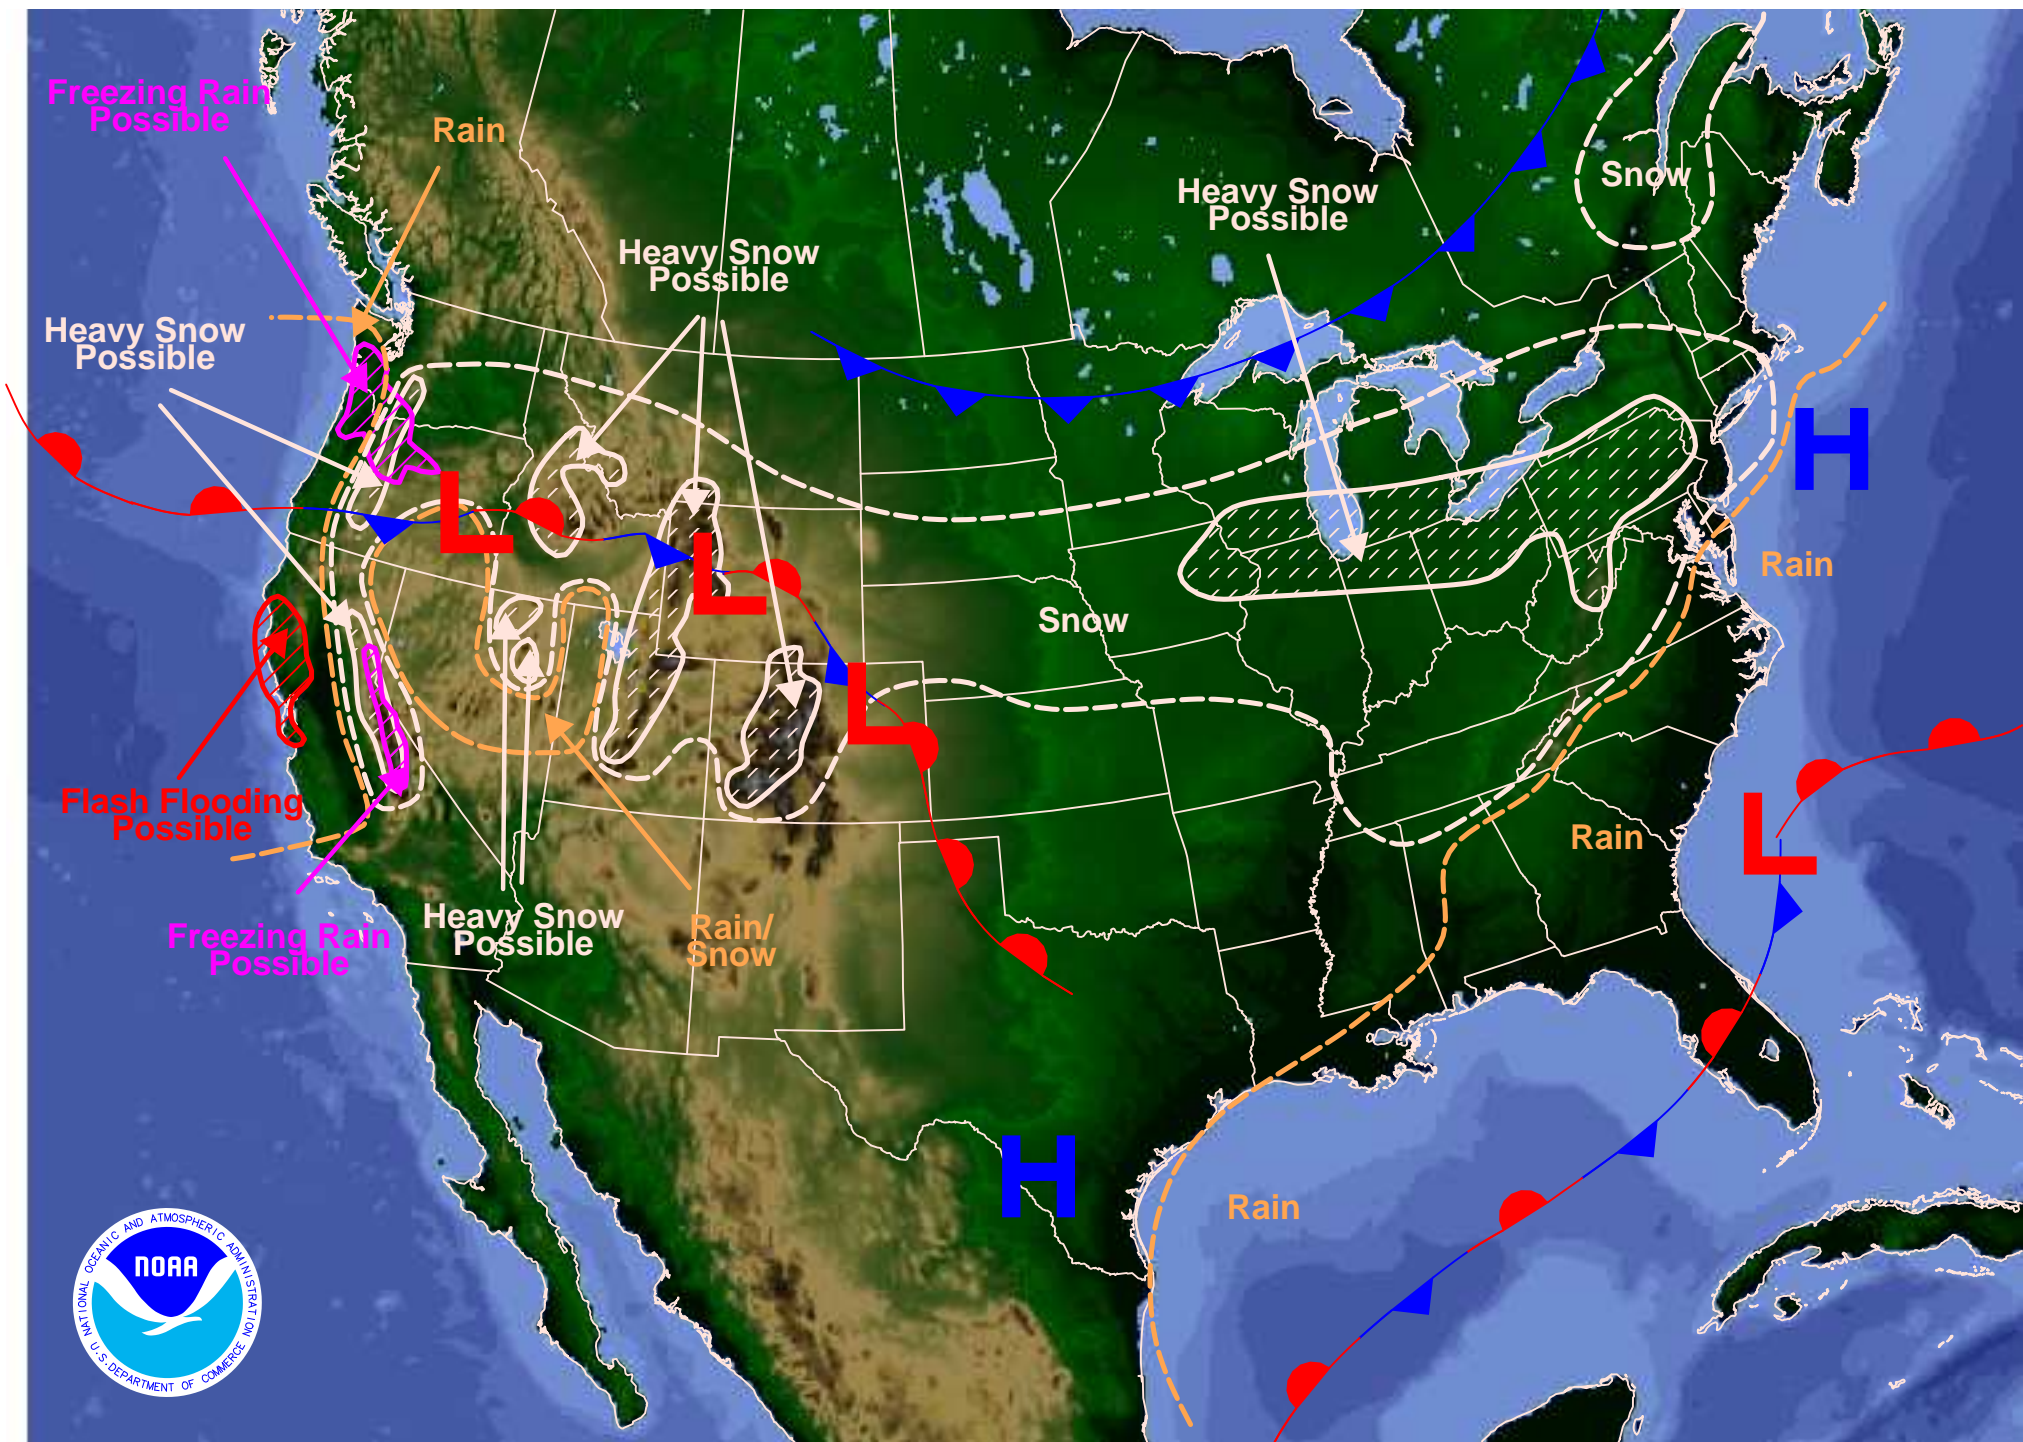 Freezing Rain
Possible
Rain
Snow
Heavy Snow
Possible
Heavy Snow
Possible
Heavy Snow
Possible
L
H
L
Rain
Snow
L
Flash Flooding
Possible
L
Rain
Freezing Rain
Possible
Heavy Snow
Possible
Rain/
Snow
H
Rain
NATIONAL OCEANIC AND ATMOSPHERIC ADMINISTRATION
NOAA
U.S. DEPARTMENT OF COMMERCE